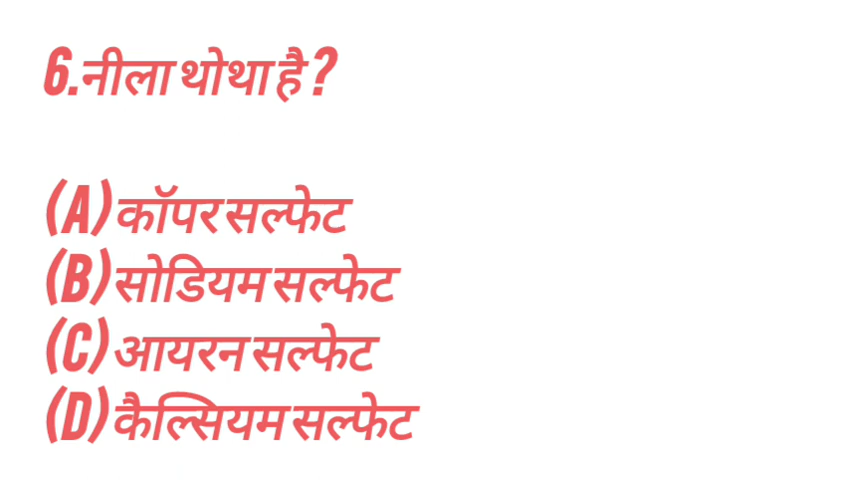 6.नीला थोथा है ?
(A) कॉपर सल्फेट
(B) सोडियम सल्फेट
(C) आयरन सल्फेट
(D) कैल्सियम सल्फेट